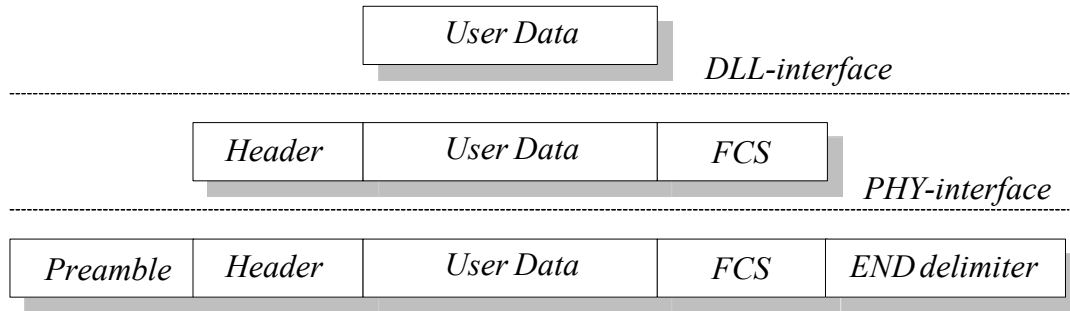 User Data
DLL-interface
Header User Data FCS
PHY-interface
Preamble Header User Data FCS END delimiter